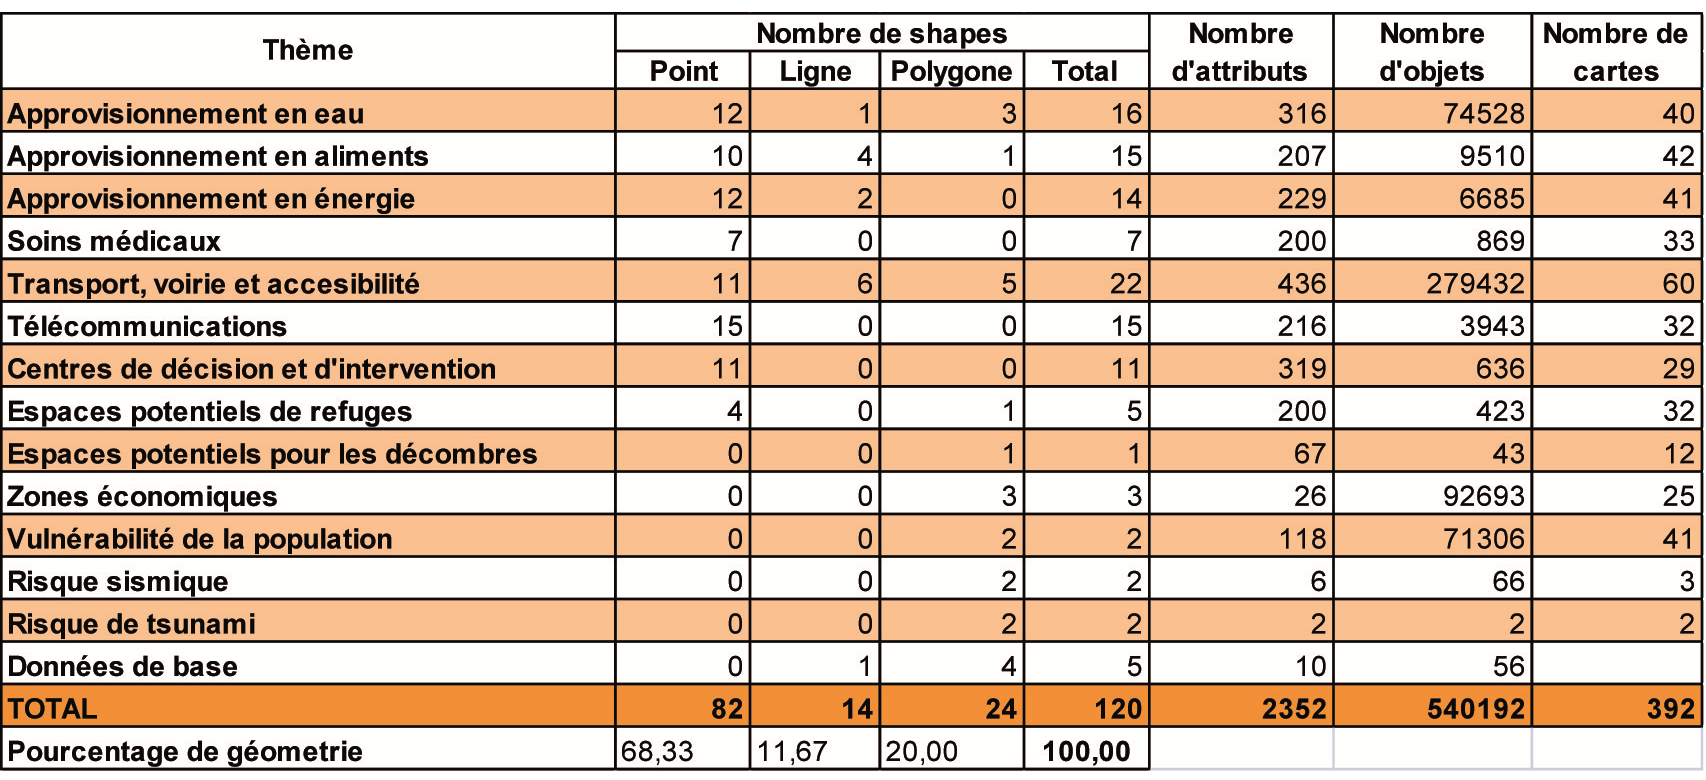 Thème Nombre de shapes Nombre d'attributs Nombre d'objets Nombre de cartes
Point Ligne Polygone Total
Approvisionnement en eau 12 1 3 16 316 74528 40
Approvisionnement en aliments 10 4 1 15 207 9510 42
Approvisionnement en énergie 12 2 0 14 229 6685 41
Soins médicaux 7 0 0 7 200 869 33
Transport, voirie et accesibilité 11 6 5 22 436 279432 60
Télécommunications 15 0 0 15 216 3943 32
Centres de décision et d'intervention 11 0 0 11 319 636 29
Espaces potentiels de refuges 4 0 1 5 200 423 32
Espaces potentiels pour les décombres 0 0 1 1 67 43 12
Zones économiques 0 0 3 3 26 92693 25
Vulnérabilité de la population 0 0 2 2 118 71306 41
Risque sismique 0 0 2 2 6 66 3
Risque de tsunami 0 0 2 2 2 2 2
Données de base 0 1 4 5 10 56
TOTAL 82 14 24 120 2352 540192 392
Pourcentage de géometrie 68,33 11,67 20,00 100,00